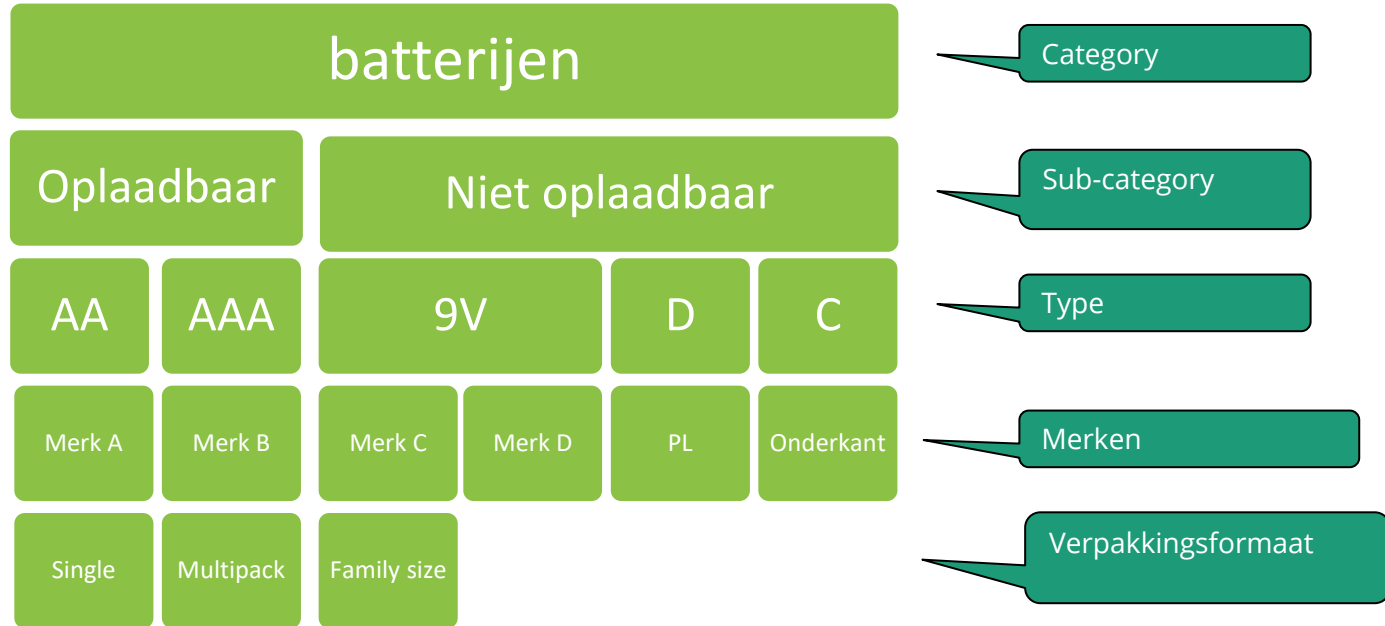 batterijen
Category
Oplaadbaar
Niet oplaadbaar
Sub-category
AA
AAA
9V
D
C
Type
Merk A
Merk B
Merk C
Merk D
PL
Onderkant
Merken
Single
Multipack
Family size
Verpakkingsformaat